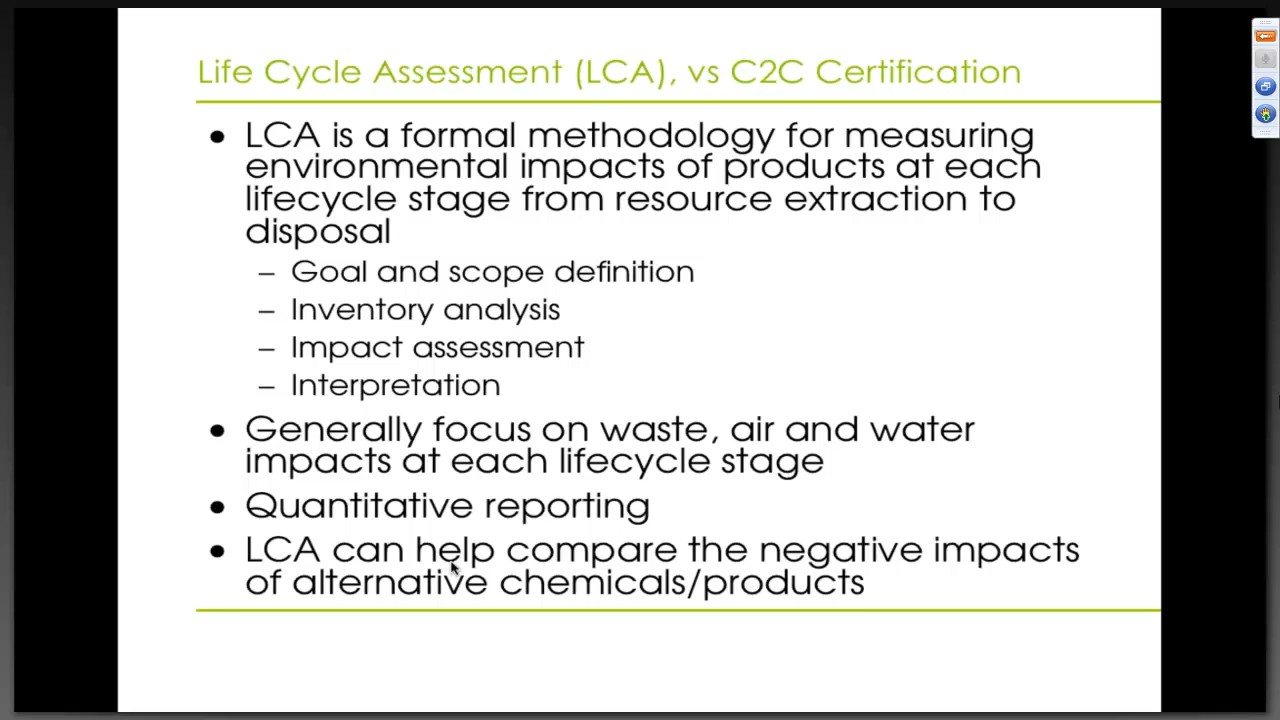 Life Cycle Assessment (LCA), vs C2C Certification
• LCA is a formal methodology for measuring
environmental impacts of products at each
lifecycle stage from resource extraction to
disposal
– Goal and scope definition
– Inventory analysis
– Impact assessment
– Interpretation
• Generally focus on waste, air and water
impacts at each lifecycle stage
• Quantitative reporting
• LCA can help compare the negative impacts
of alternative chemicals/products